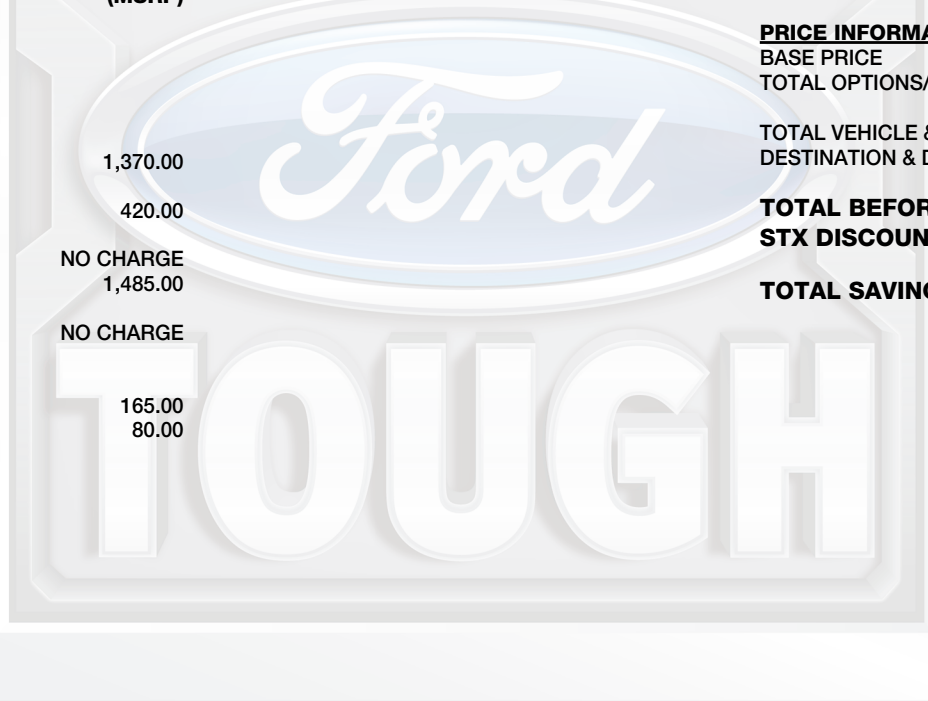 (MSRP)
1,370.00
420.00
NO CHARGE
1,485.00
NO CHARGE
165.00
80.00
PRICE INFORMA
BASE PRICE
TOTAL OPTIONS/
TOTAL VEHICLE &
DESTINATION & D
TOTAL BEFOR
STX DISCOUN
TOTAL SAVING
Ford
TOUGH